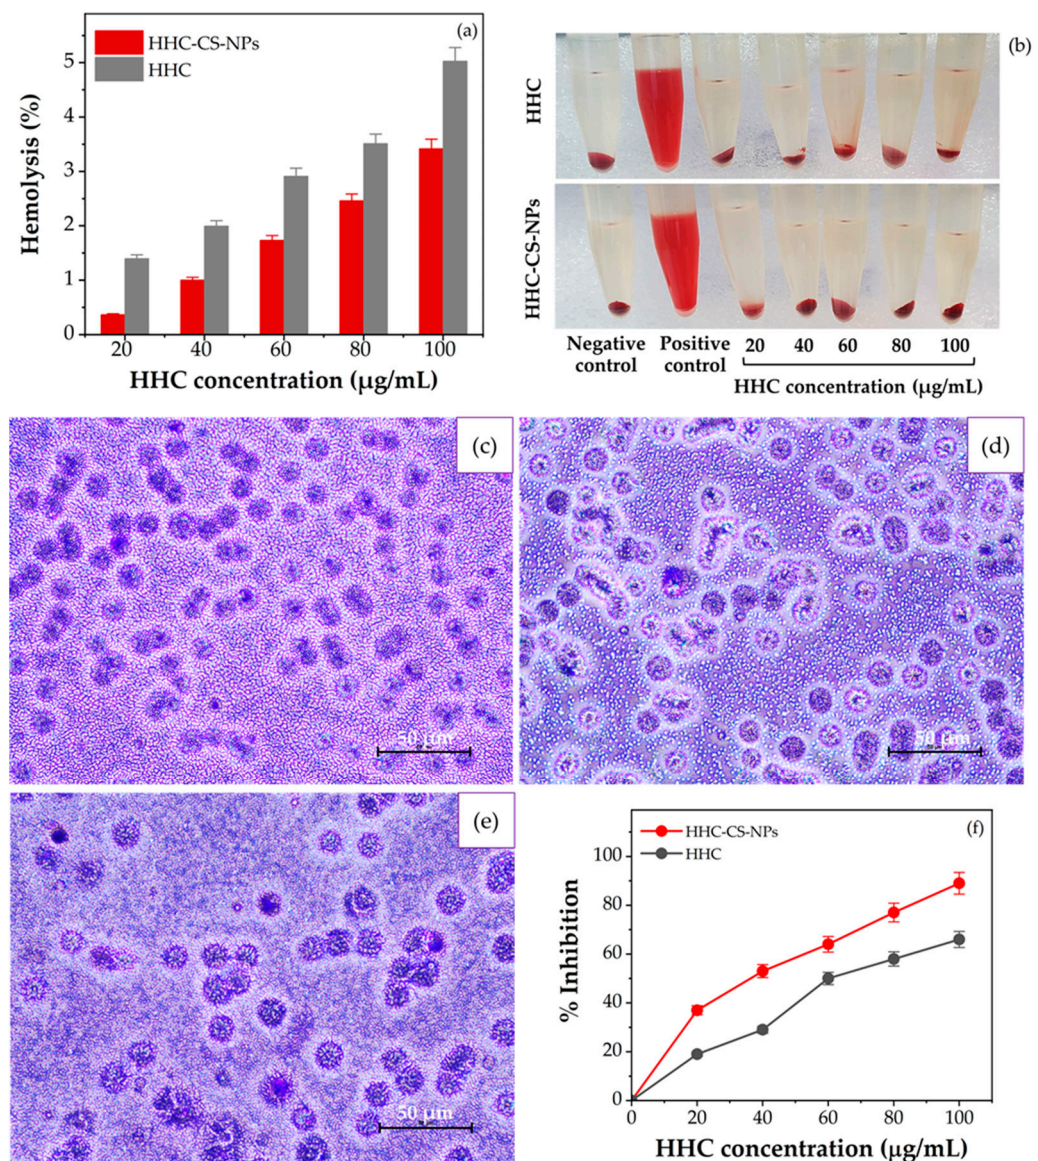 (a)
HHC-CS-NPs
HHC
Hemolysis (%)
5
4
3
2
1
0
20 40 60 80 100
HHC concentration (μg/mL)
(b)
HHC
HHC-CS-NPs
Negative control
Positive control
20 40 60 80 100
HHC concentration (μg/mL)
(c)
50 μm
(d)
50 μm
(e)
50 μm
(f)
HHC-CS-NPs
HHC
% Inhibition
100
80
60
40
20
0
0 20 40 60 80 100
HHC concentration (μg/mL)